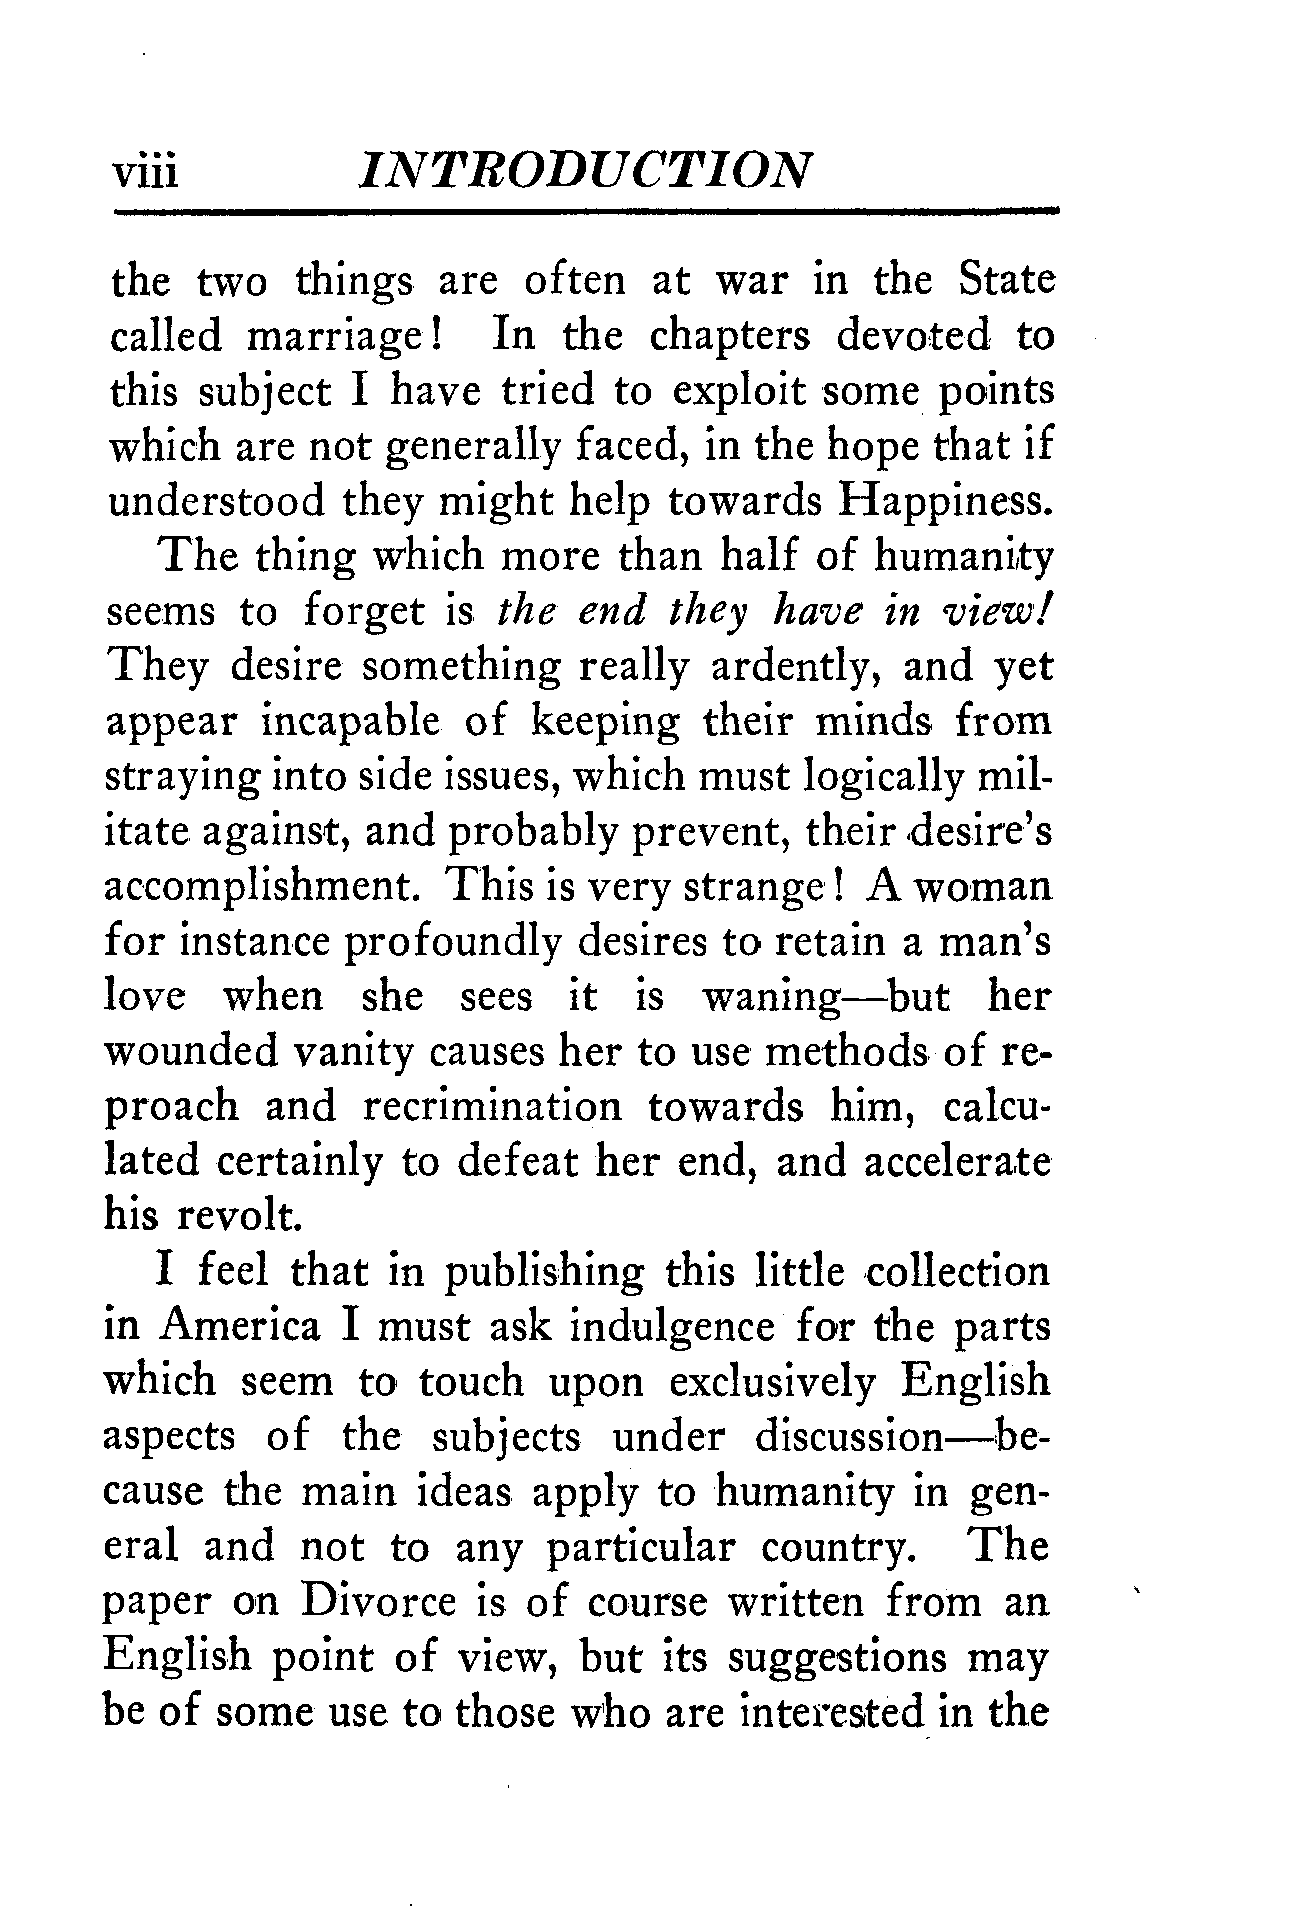 viii INTRODUCTION
the two things are often at war in the State
called marriage! In the chapters devoted to
this subject I have tried to exploit some points
which are not generally faced, in the hope that if
understood they might help towards Happiness.
The thing which more than half of humanity
seems to forget is the end they have in view!
They desire something really ardently, and yet
appear incapable of keeping their minds from
straying into side issues, which must logically mil-
itate against, and probably prevent, their desire's
accomplishment. This is very strange! A woman
for instance profoundly desires to retain a man's
love when she sees it is waning—but her
wounded vanity causes her to use methods of re-
proach and recrimination towards him, calcu-
lated certainly to defeat her end, and accelerate
his revolt.
I feel that in publishing this little collection
in America I must ask indulgence for the parts
which seem to touch upon exclusively English
aspects of the subjects under discussion—be-
cause the main ideas apply to humanity in gen-
eral and not to any particular country. The
paper on Divorce is of course written from an
English point of view, but its suggestions may
be of some use to those who are interested in the